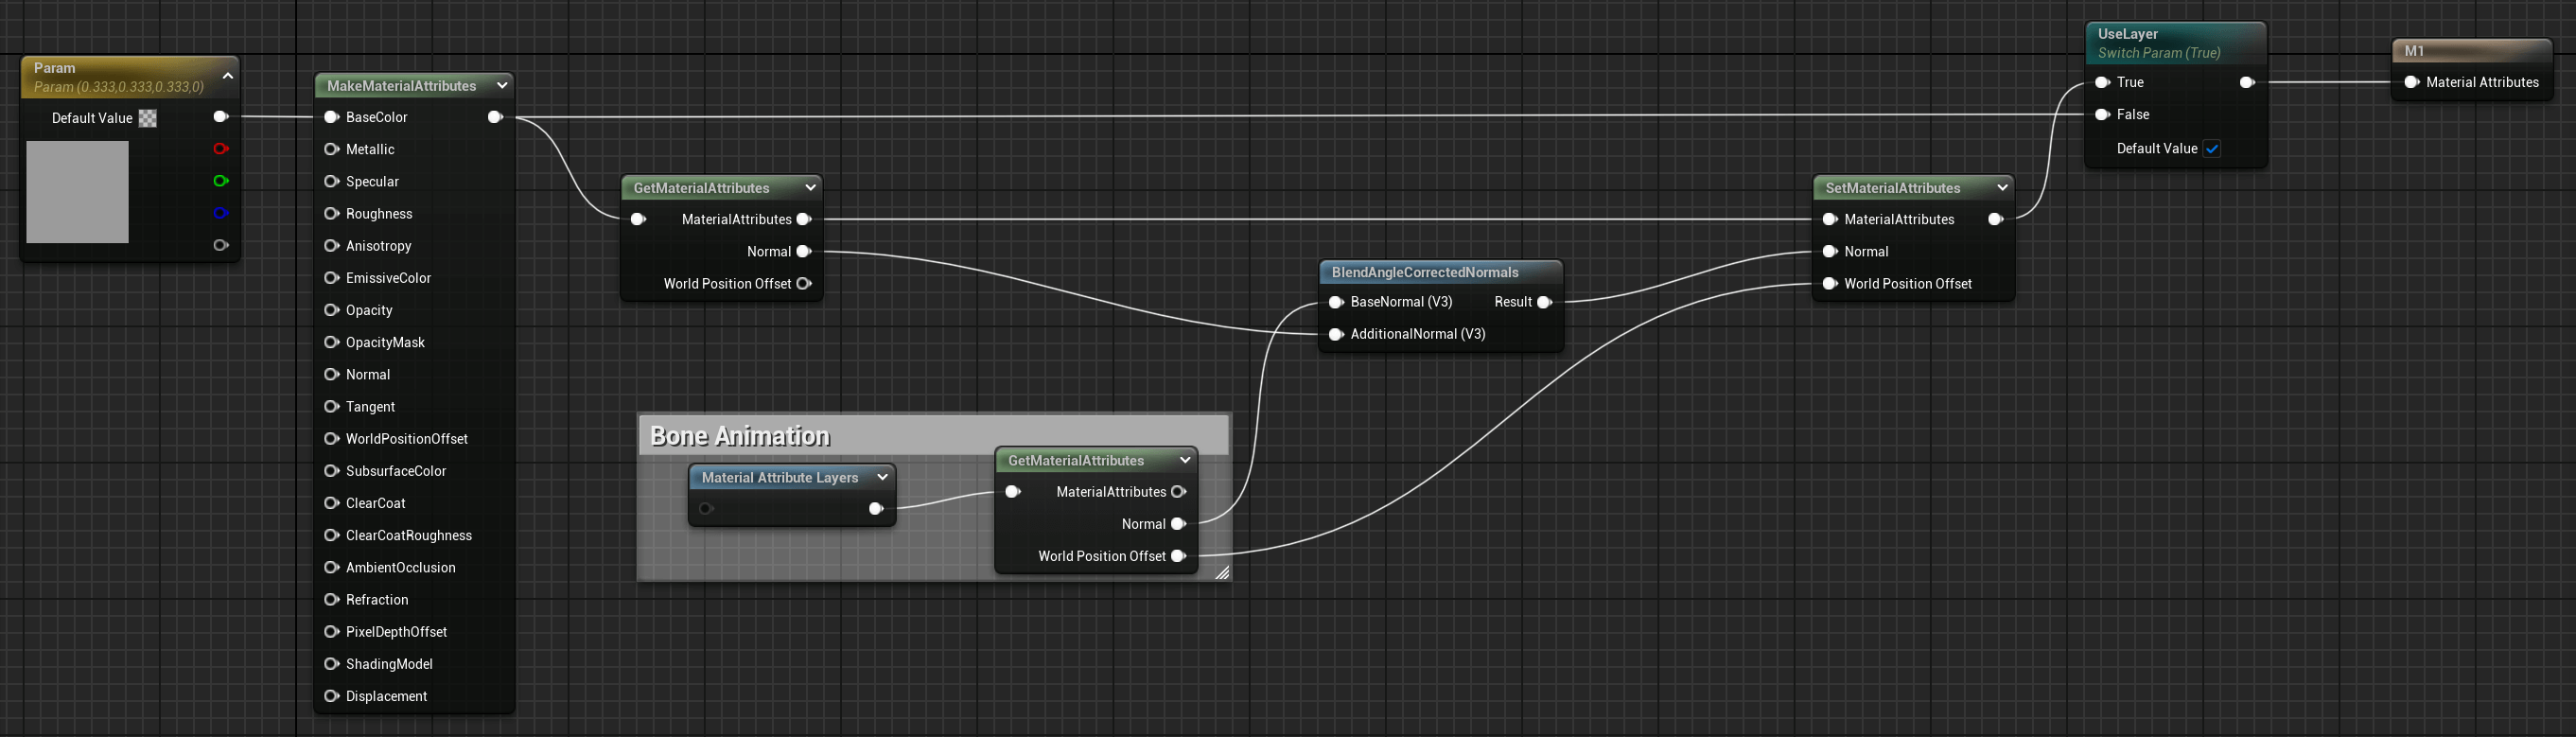 Param
Param (0.333,0.333,0.333,0)
Default Value
MakeMaterialAttributes
BaseColor
Metallic
Specular
Roughness
Anisotropy
EmissiveColor
Opacity
OpacityMask
Normal
Tangent
WorldPositionOffset
SubsurfaceColor
ClearCoat
ClearCoatRoughness
AmbientOcclusion
Refraction
PixelDepthOffset
ShadingModel
Displacement
GetMaterialAttributes
MaterialAttributes
Normal
World Position Offset
Bone Animation
Material Attribute Layers
GetMaterialAttributes
MaterialAttributes
Normal
World Position Offset
BlendAngleCorrectedNormals
BaseNormal (V3) Result
AdditionalNormal (V3)
SetMaterialAttributes
MaterialAttributes
Normal
World Position Offset
UseLayer
Switch Param (True)
True
False
Default Value
M1
Material Attributes